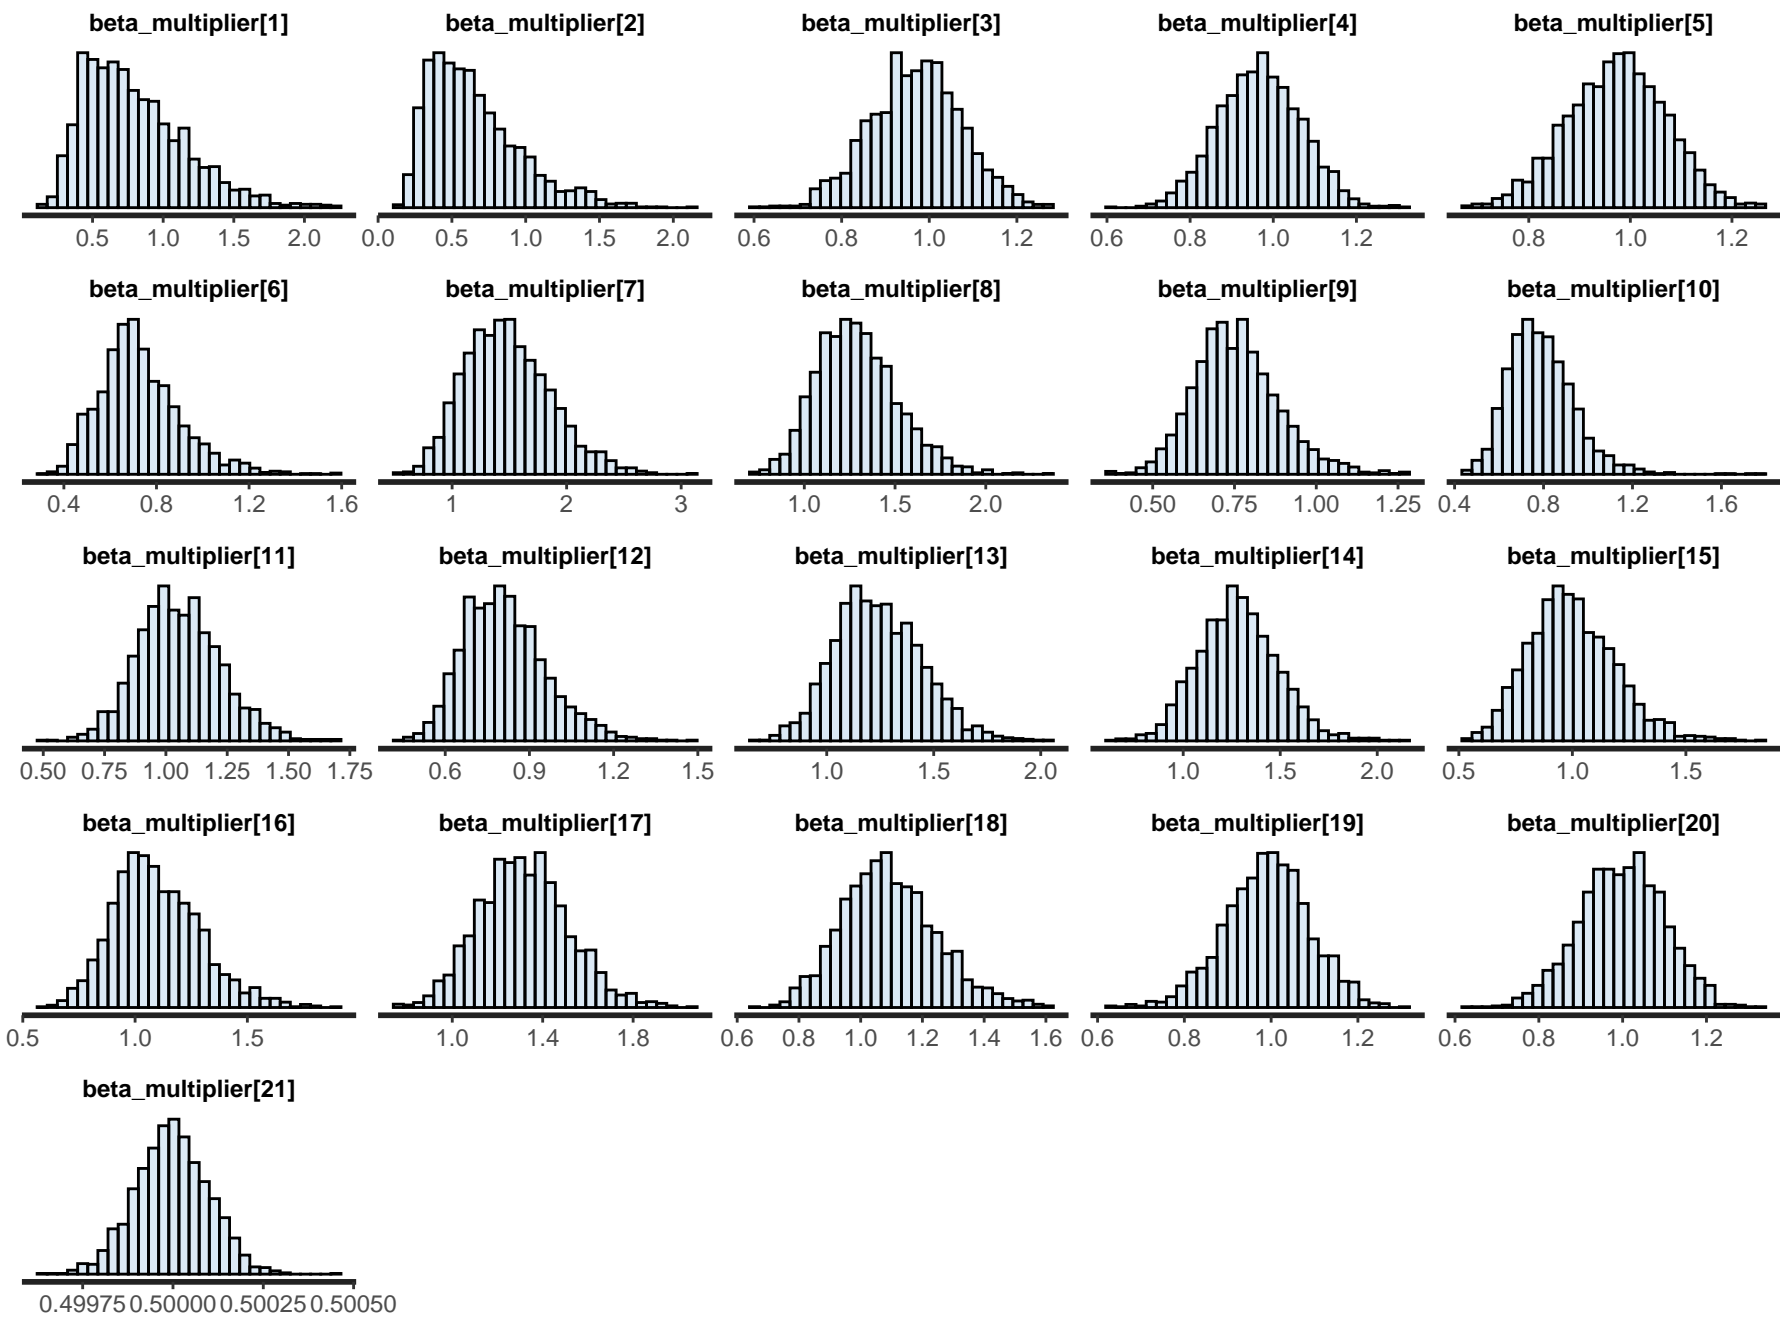 beta_multiplier[1] beta_multiplier[2] beta_multiplier[3] beta_multiplier[4] beta_multiplier[5]
0.5 1.0 1.5 2.0 0.0 0.5 1.0 1.5 2.0 0.6 0.8 1.0 1.2 0.6 0.8 1.0 1.2 0.8 1.0 1.2
beta_multiplier[6] beta_multiplier[7] beta_multiplier[8] beta_multiplier[9] beta_multiplier[10]
0.4 0.8 1.2 1.6 1 2 3 1.0 1.5 2.0 0.50 0.75 1.00 1.25 0.4 0.8 1.2 1.6
beta_multiplier[11] beta_multiplier[12] beta_multiplier[13] beta_multiplier[14] beta_multiplier[15]
0.50 0.75 1.00 1.25 1.50 1.75 0.6 0.9 1.2 1.5 1.0 1.5 2.0 1.0 1.5 2.0 0.5 1.0 1.5
beta_multiplier[16] beta_multiplier[17] beta_multiplier[18] beta_multiplier[19] beta_multiplier[20]
0.5 1.0 1.5 1.0 1.4 1.8 0.6 0.8 1.0 1.2 1.4 1.6 0.6 0.8 1.0 1.2 0.6 0.8 1.0 1.2
beta_multiplier[21]
0.49975 0.50000 0.50025 0.50050